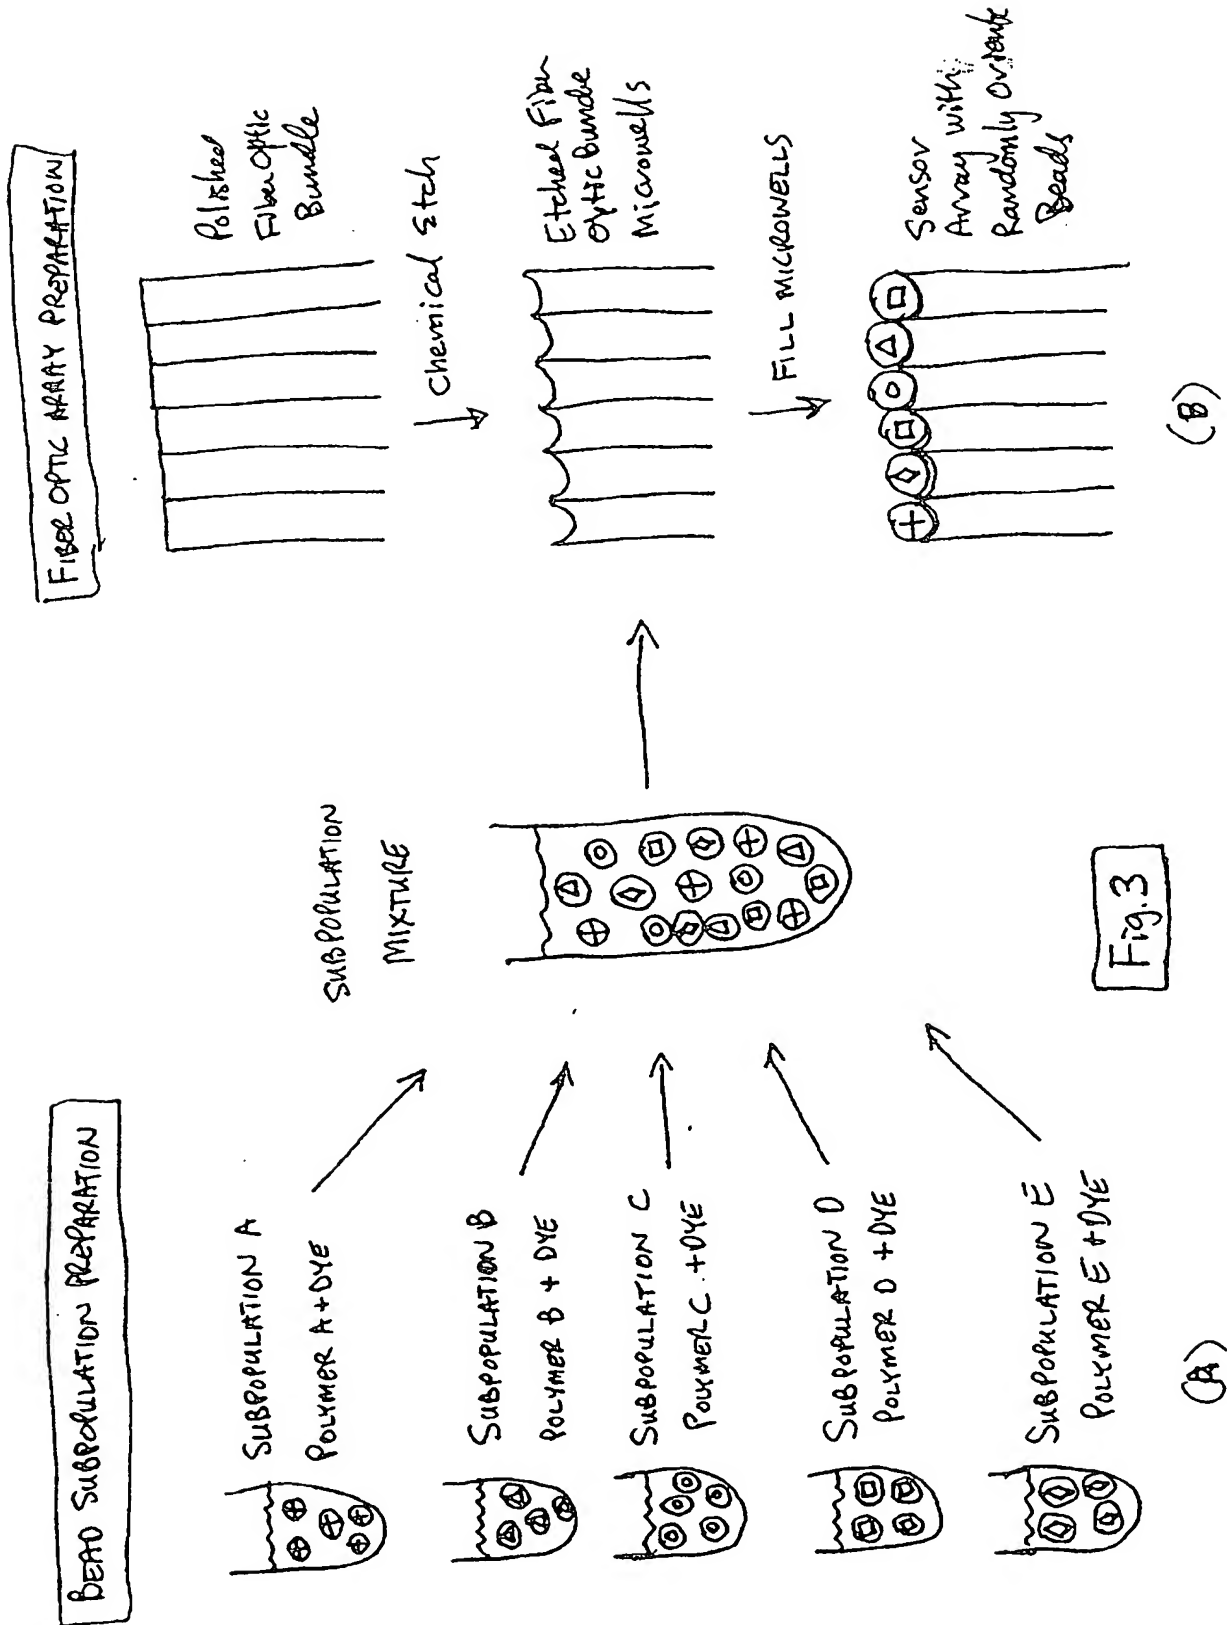 BEAD SUBPOPULATION PREPARATION
SUBPOPULATION A
POLYMER A + DYE
SUBPOPULATION B
POLYMER B + DYE
SUBPOPULATION C
POLYMER C. + DYE
SUBPOPULATION D
POLYMER D + DYE
SUBPOPULATION E
POLYMER E + DYE
(A)
SUBPOPULATION
MIXTURE
Fig.3
FIBER OPTIC ARRAY PREPARATION
Polished
Fiber Optic
Bundle
Chemical Etch
Etched Fiber
Optic Bundle
Microwells
FILL MICROWELLS
Sensor
Array with
Randomly
Beads
(B)